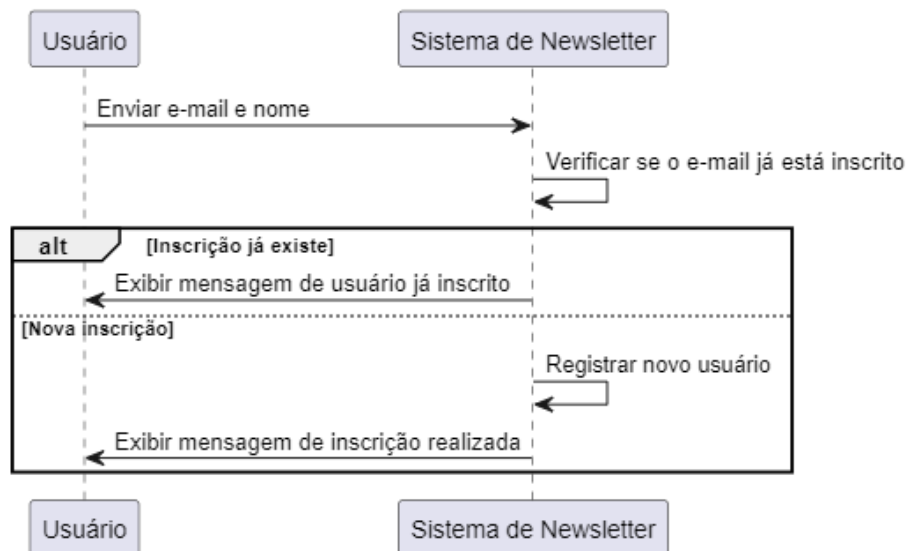 Usuário
Sistema de Newsletter
Enviar e-mail e nome
Verificar se o e-mail já está inscrito
alt
[Inscrição já existe]
Exibir mensagem de usuário já inscrito
[Nova inscrição]
Registrar novo usuário
Exibir mensagem de inscrição realizada
Usuário
Sistema de Newsletter